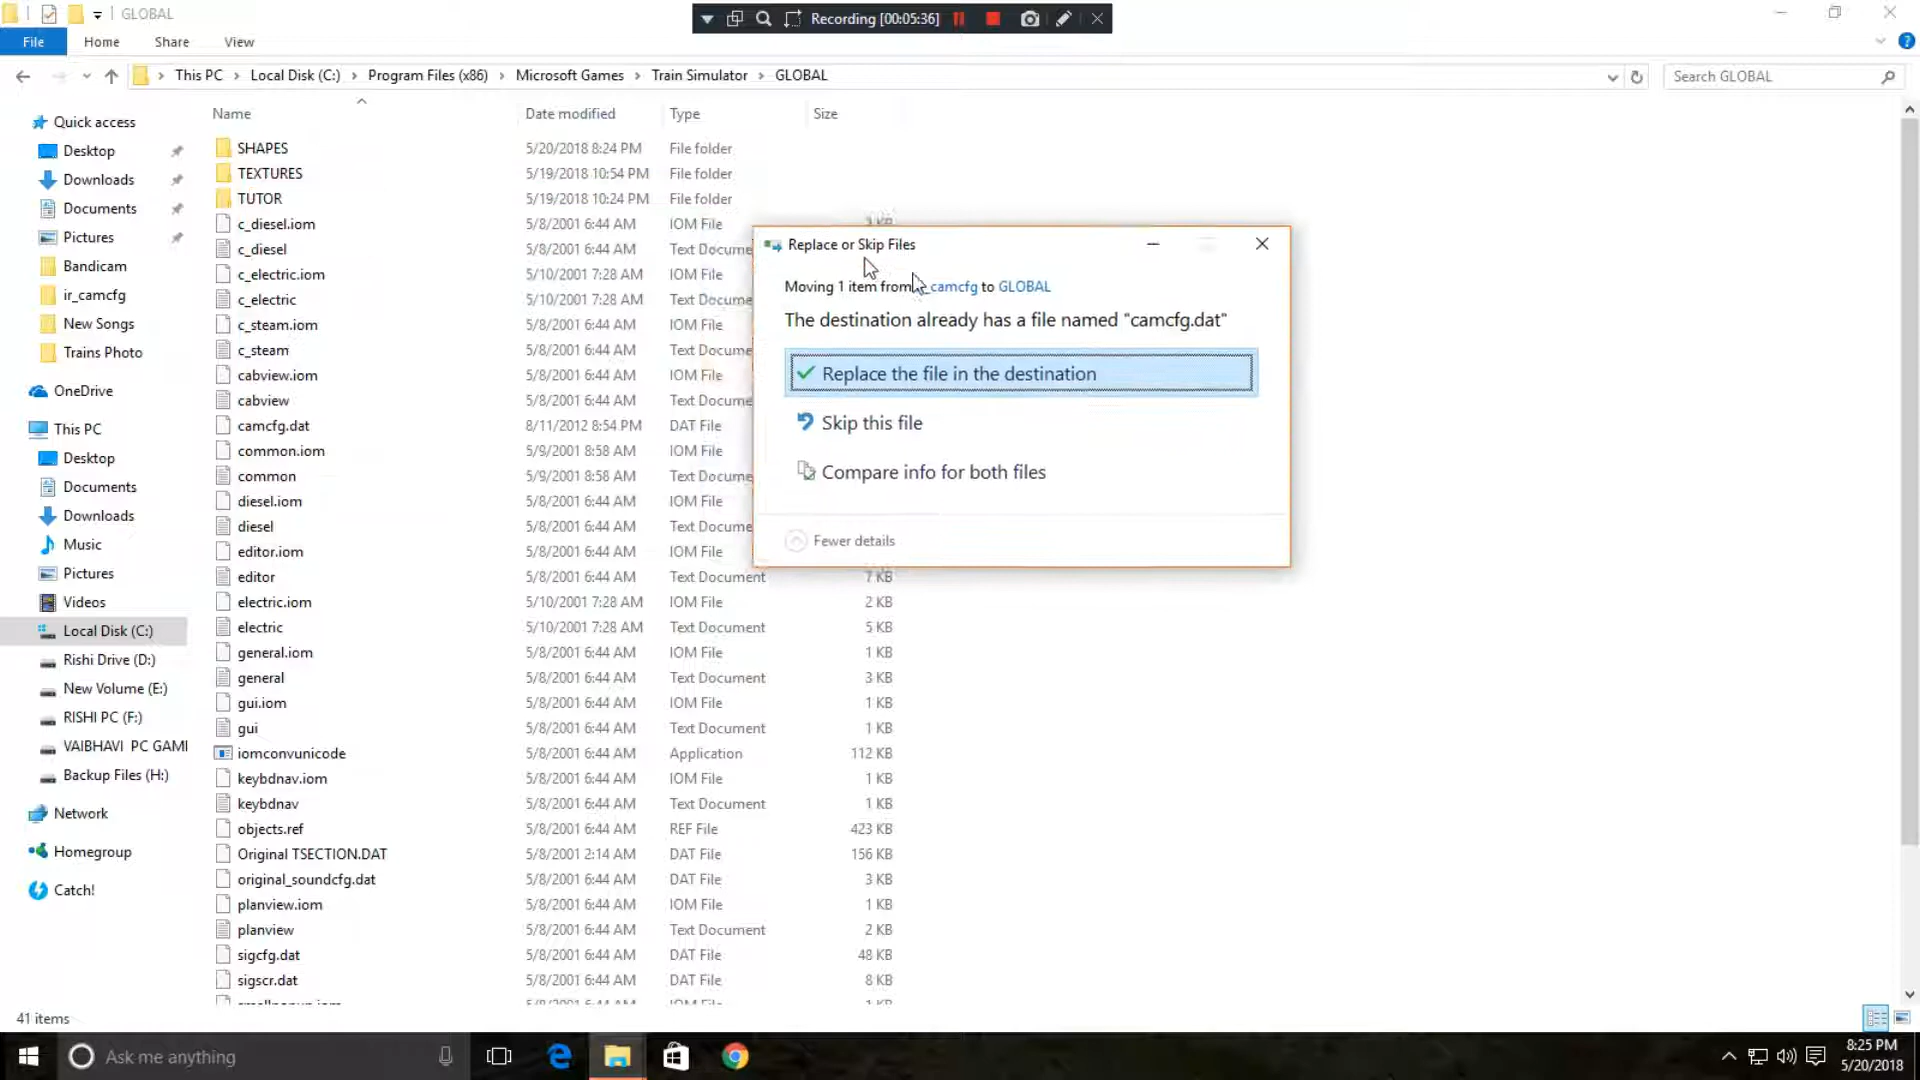 GLOBAL
Recording [00:05:36]
File Home Share View
This PC Local Disk (C:) Program Files (x86) Microsoft Games Train Simulator GLOBAL
Search GLOBAL
Name Date modified Type Size
Quick access
Desktop
Downloads
Documents
Pictures
Bandicam
ir_camcfg
New Songs
Trains Photo
OneDrive
This PC
Desktop
Documents
Downloads
Music
Pictures
Videos
Local Disk (C:)
Rishi Drive (D:)
New Volume (E:)
RISHI PC (F:)
VAIBHAVI PC GAMI
Backup Files (H:)
Network
Homegroup
Catch!
SHAPES 5/20/2018 8:24 PM File folder
TEXTURES 5/19/2018 10:54 PM File folder
TUTOR 5/19/2018 10:24 PM File folder
c_diesel.iom 5/8/2001 6:44 AM IOM File
c_diesel 5/8/2001 6:44 AM Text Docume
c_electric.iom 5/10/2001 7:28 AM IOM File
c_electric 5/10/2001 7:28 AM Text Docume
c_steam.iom 5/8/2001 6:44 AM IOM File
c_steam 5/8/2001 6:44 AM Text Docume
cabview.iom 5/8/2001 6:44 AM IOM File
cabview 5/8/2001 6:44 AM Text Docume
camcfg.dat 8/11/2012 8:54 PM DAT File
common.iom 5/9/2001 8:58 AM IOM File
common 5/9/2001 8:58 AM Text Docume
diesel.iom 5/8/2001 6:44 AM IOM File
diesel 5/8/2001 6:44 AM Text Docume
editor.iom 5/8/2001 6:44 AM IOM File
editor 5/8/2001 6:44 AM Text Document 7 KB
electric.iom 5/10/2001 7:28 AM IOM File 2 KB
electric 5/10/2001 7:28 AM Text Document 5 KB
general.iom 5/8/2001 6:44 AM IOM File 1 KB
general 5/8/2001 6:44 AM Text Document 3 KB
gui.iom 5/8/2001 6:44 AM IOM File 1 KB
gui 5/8/2001 6:44 AM Text Document 1 KB
iomconvunicode 5/8/2001 6:44 AM Application 112 KB
keybdnav.iom 5/8/2001 6:44 AM IOM File 1 KB
keybdnav 5/8/2001 6:44 AM Text Document 1 KB
objects.ref 5/8/2001 6:44 AM REF File 423 KB
Original TSECTION.DAT 5/8/2001 2:14 AM DAT File 156 KB
original_soundcfg.dat 5/8/2001 6:44 AM DAT File 3 KB
planview.iom 5/8/2001 6:44 AM IOM File 1 KB
planview 5/8/2001 6:44 AM Text Document 2 KB
sigcfg.dat 5/8/2001 6:44 AM DAT File 48 KB
sigscr.dat 5/8/2001 6:44 AM DAT File 8 KB
Replace or Skip Files
Moving 1 item from camcfg to GLOBAL
The destination already has a file named "camcfg.dat"
Replace the file in the destination
Skip this file
Compare info for both files
Fewer details
41 items
Ask me anything
8:25 PM
5/20/2018